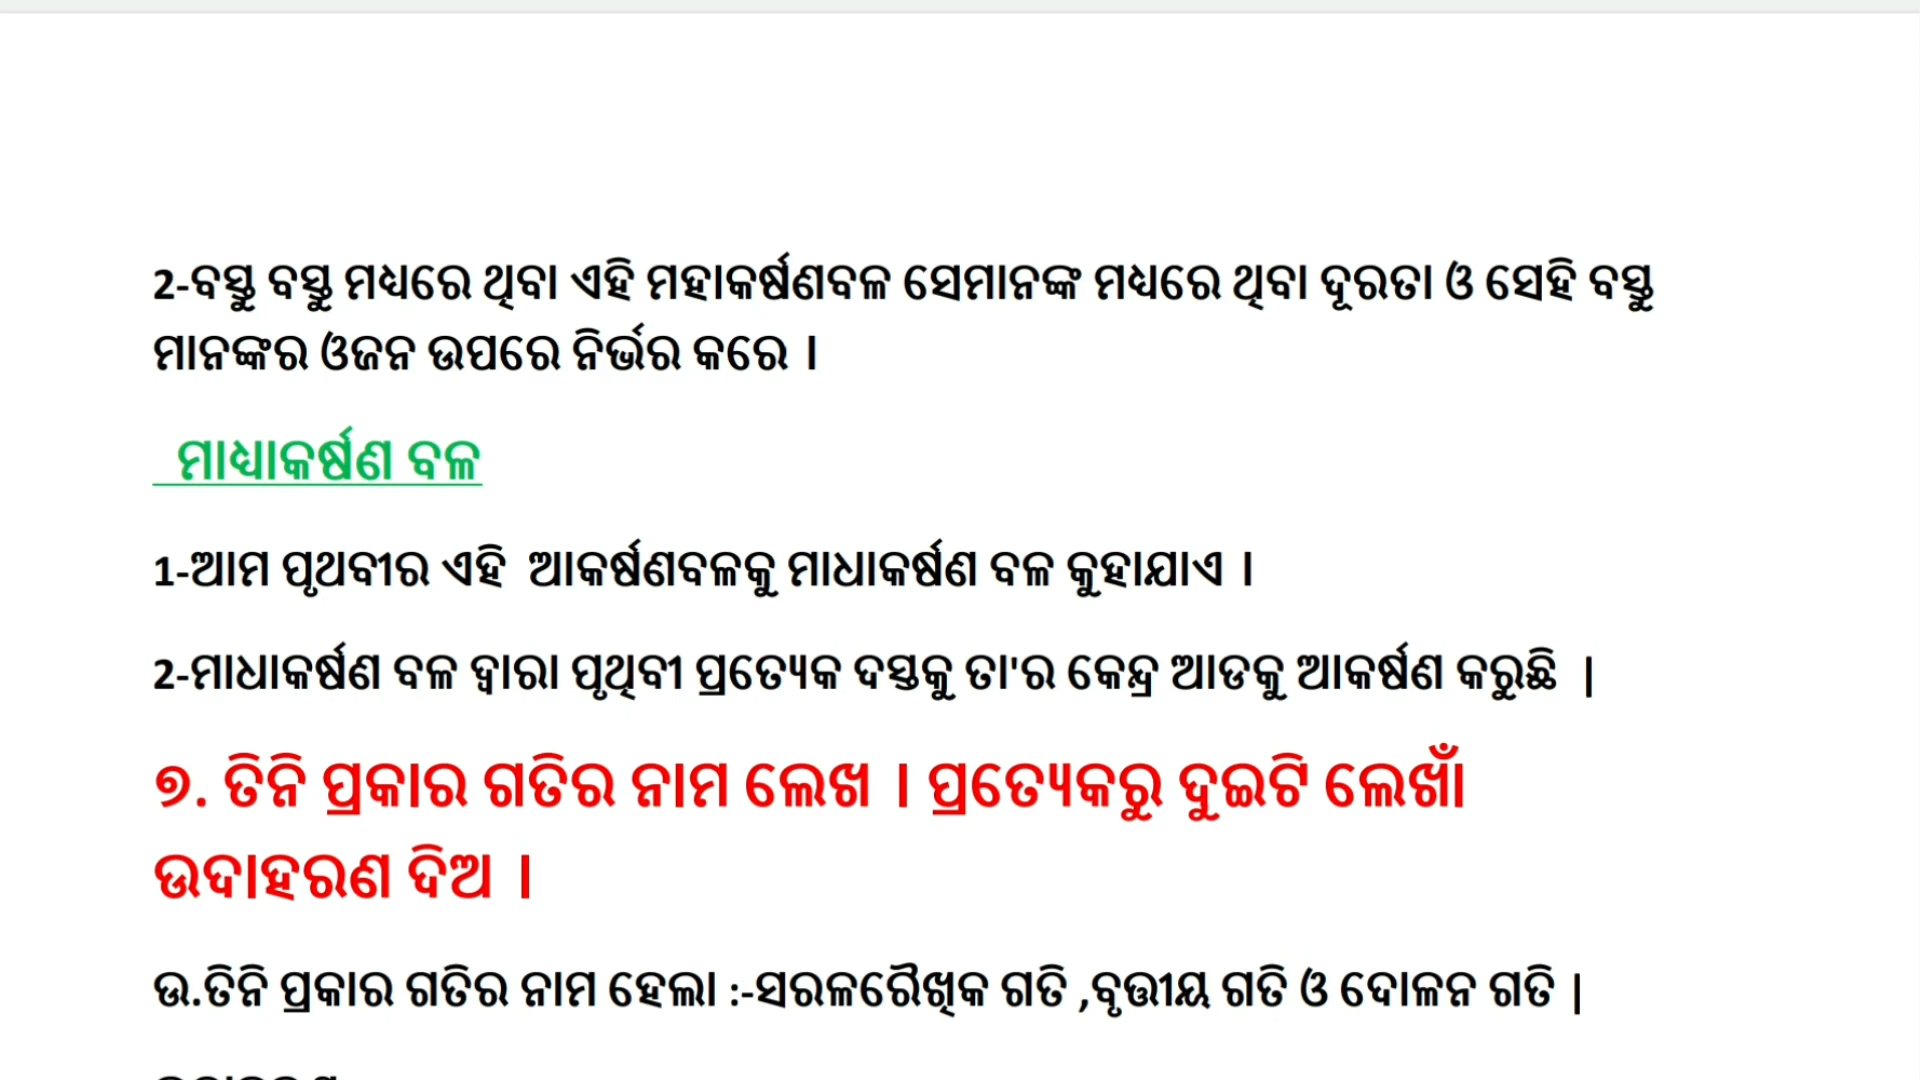 2-ବସ୍ତୁ ବସ୍ତୁ ମଧ୍ୟରେ ଥିବା ଏହି ମହାକର୍ଷଣବଳ ସେମାନଙ୍କ ମଧ୍ୟରେ ଥିବା ଦୂରତା ଓ ସେହି ବସ୍ତୁ
ମାନଙ୍କର ଓଜନ ଉପରେ ନିର୍ଭର କରେ ।
ମାଧ୍ୟାକର୍ଷଣ ବଳ
1-ଆମ ପୃଥବୀର ଏହି ଆକର୍ଷଣବଳକୁ ମାଧାକର୍ଷଣ ବଳ କୁହାଯାଏ ।
2-ମାଧାକର୍ଷଣ ବଳ ଦ୍ୱାରା ପୃଥିବୀ ପ୍ରତ୍ୟେକ ଦସ୍ତକୁ ତା'ର କେନ୍ଦ୍ର ଆଡକୁ ଆକର୍ଷଣ କରୁଛି |
୭. ତିନି ପ୍ରକାର ଗତିର ନାମ ଲେଖ । ପ୍ରତ୍ୟେକରୁ ଦୁଇଟି ଲେଖାଁ
ଉଦାହରଣ ଦିଅ ।
ଉ.ତିନି ପ୍ରକାର ଗତିର ନାମ ହେଲା :-ସରଳରୈଖିକ ଗତି ,ବୃତ୍ତୀୟ ଗତି ଓ ଦୋଳନ ଗତି |